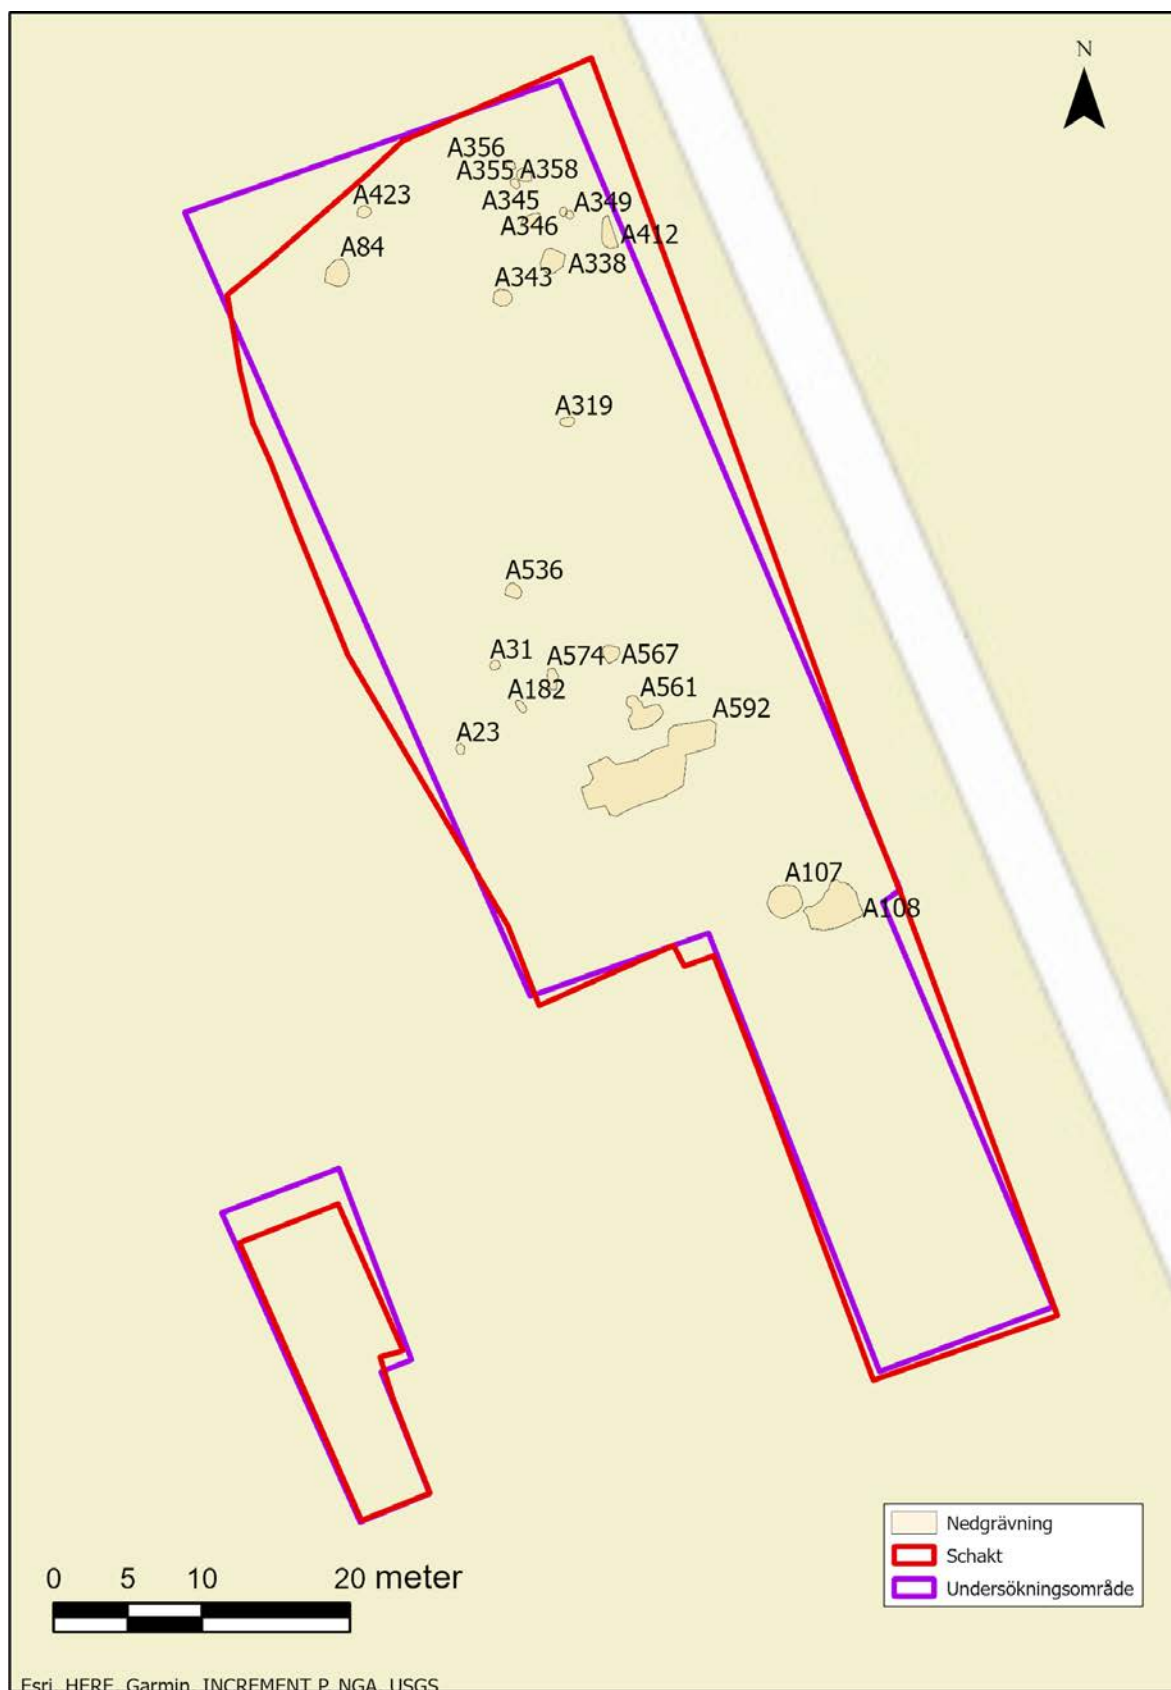 N
A356
A355 A358
A423
A345 A349
A346
A412
A84
A338
A343
A319
A536
A31
A574 A567
A182
A561
A592
A23
A107
A108
Nedgrävning
Schakt
Undersökningsområde
0 5 10 20 meter
Esri, HERE, Garmin, INCREMENT P, NGA, USGS